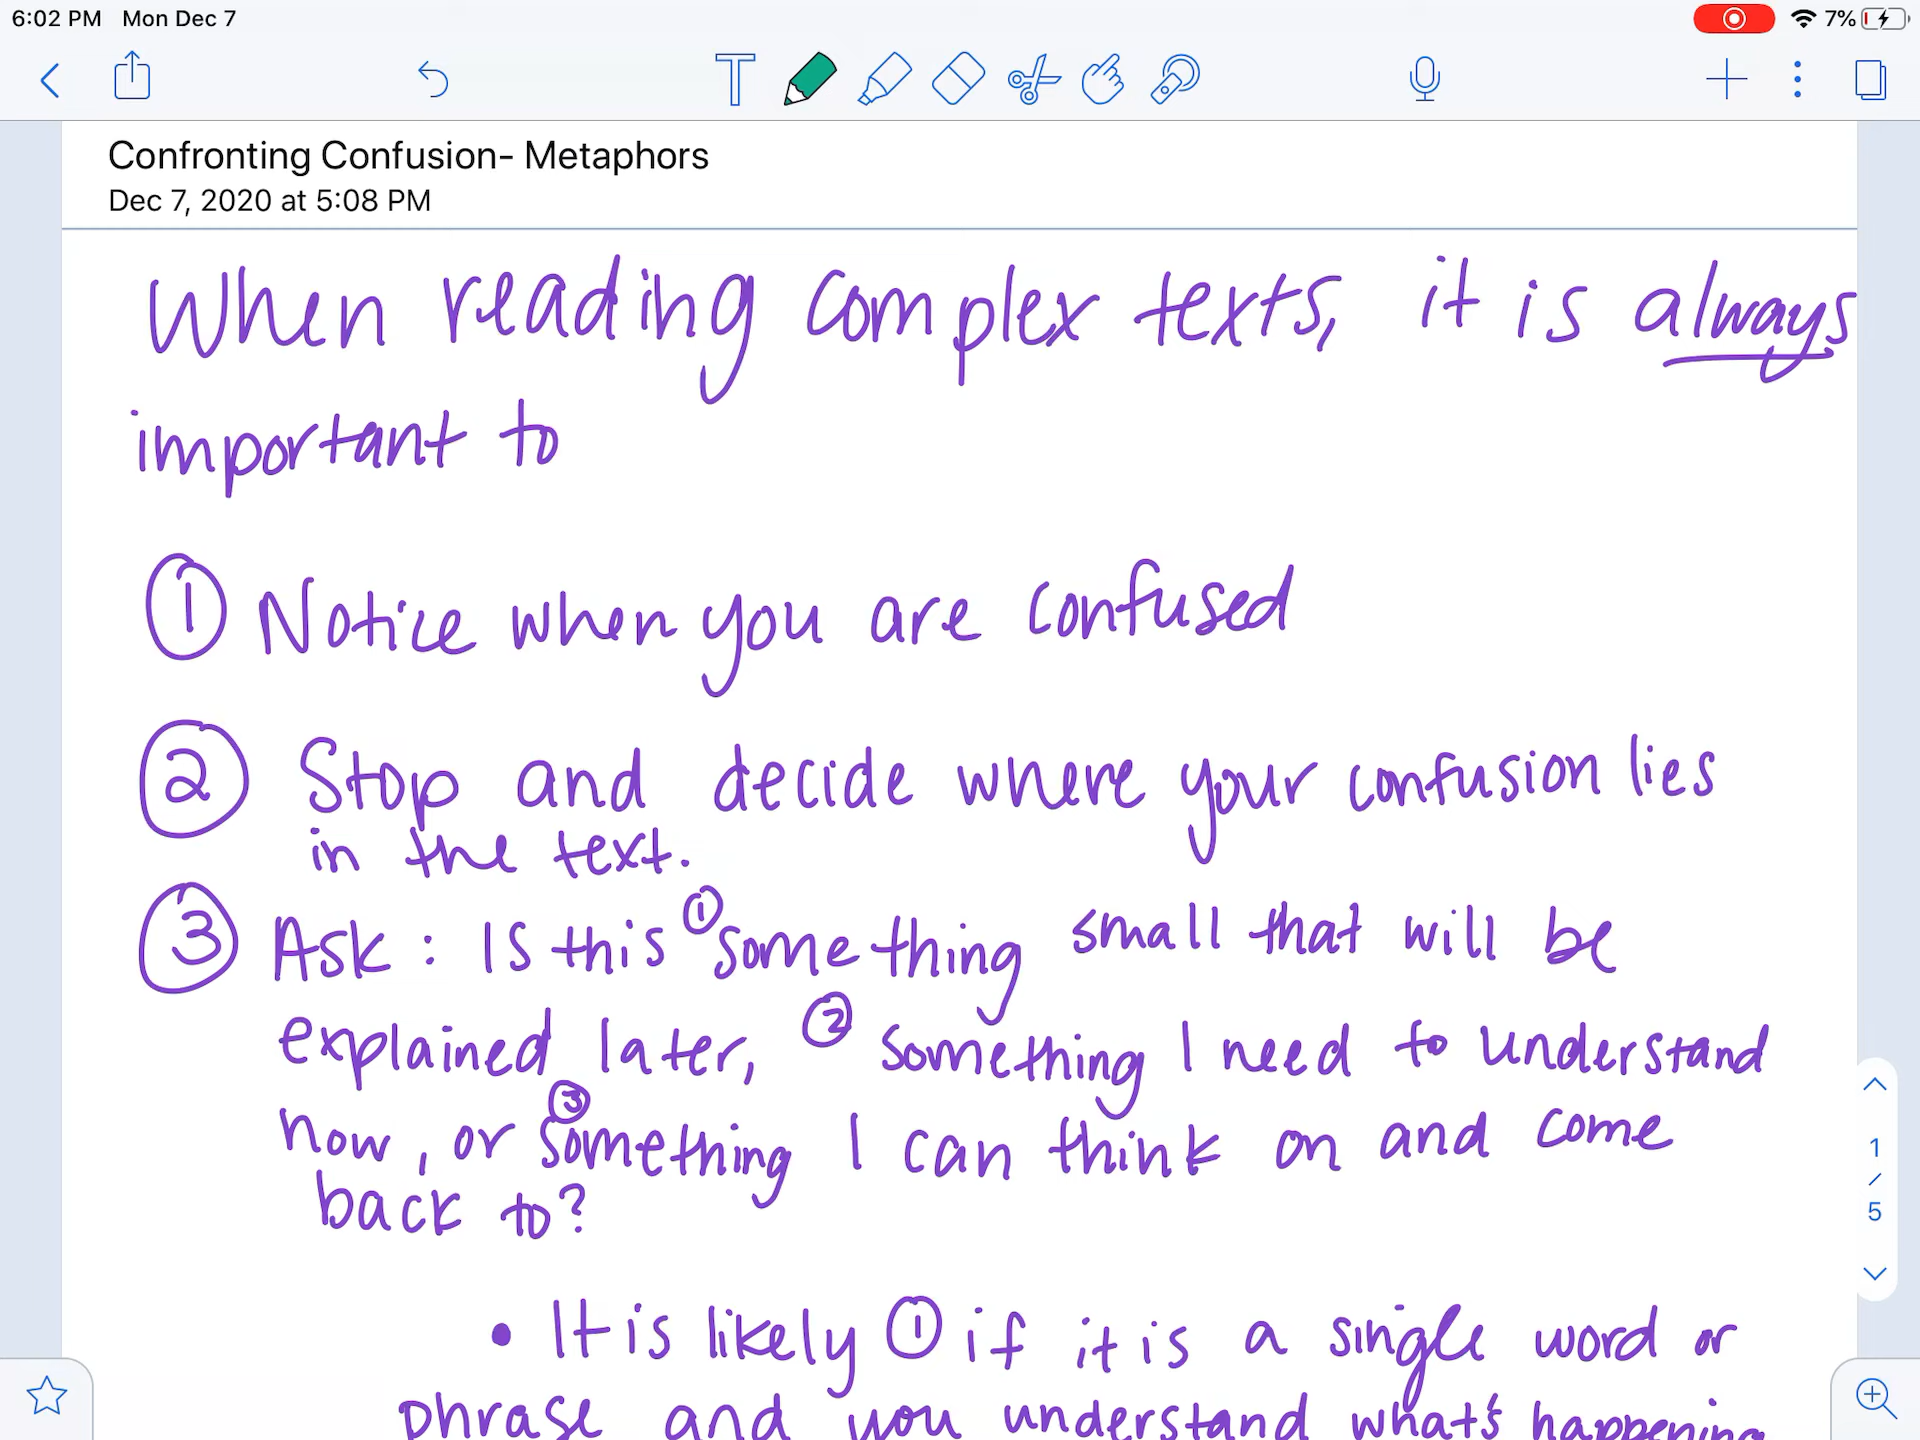 6:02 PM Mon Dec 7
7%
T
Confronting Confusion- Metaphors
Dec 7, 2020 at 5:08 PM
When reading complex texts, it is always
important to
① Notice when you are confused
② Stop and decide where your confusion lies
in the text.
③ Ask: Is this ① something small that will be
explained later, ② something I need to understand
now, or ③ something I can think on and come
back to?
• It is likely ① if it is a single word or
phrase and you understand what's happening
1
/
5